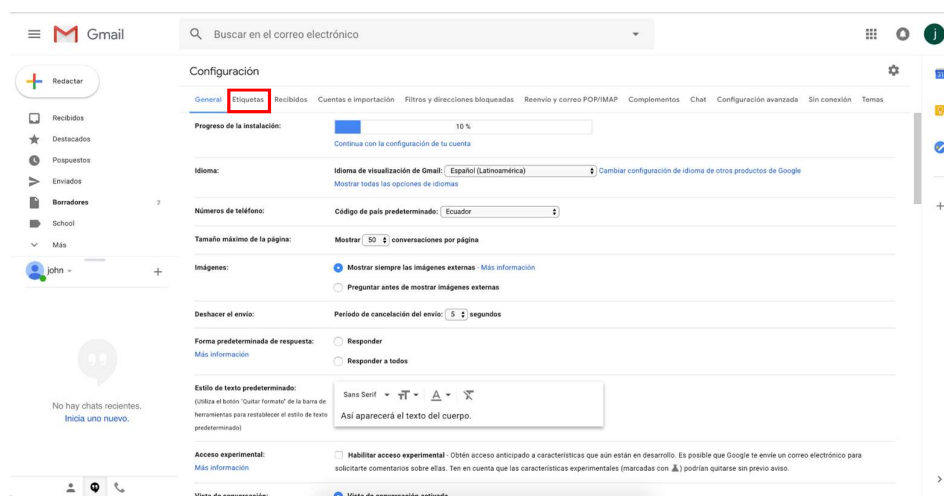 Gmail
Buscar en el correo electrónico
j
Redactar
Recibidos
Destacados
Pospuestos
Enviados
Borradores 2
School
Más
john
No hay chats recientes.
Inicia uno nuevo.
Configuración
General Etiquetas Recibidos Cuentas e importación Filtros y direcciones bloqueadas Reenvío y correo POP/IMAP Complementos Chat Configuración avanzada Sin conexión Temas
Progreso de la instalación: 10 %
Continua con la configuración de tu cuenta
Idioma: Idioma de visualización de Gmail: Español (Latinoamérica) Cambiar configuración de idioma de otros productos de Google
Mostrar todas las opciones de idiomas
Números de teléfono: Código de país predeterminado: Ecuador
Tamaño máximo de la página: Mostrar 50 conversaciones por página
Imágenes: Mostrar siempre las imágenes externas - Más información
Preguntar antes de mostrar imágenes externas
Deshacer el envío: Período de cancelación del envío: 5 segundos
Forma predeterminada de respuesta: Responder
Más información
Responder a todos
Estilo de texto predeterminado:
(Utiliza el botón 'Quitar formato' de la barra de
herramientas para restablecer el estilo de texto
predeterminado)
Sans Serif
Así aparecerá el texto del cuerpo.
Acceso experimental: Habilitar acceso experimental - Obtén acceso anticipado a características que aún están en desarrollo. Es posible que Google te envíe un correo electrónico para
Más información solicitarte comentarios sobre ellas. Ten en cuenta que las características experimentales (marcadas con ) podrían quitarse sin previo aviso.
Vista de conversación: Vista de conversación activada